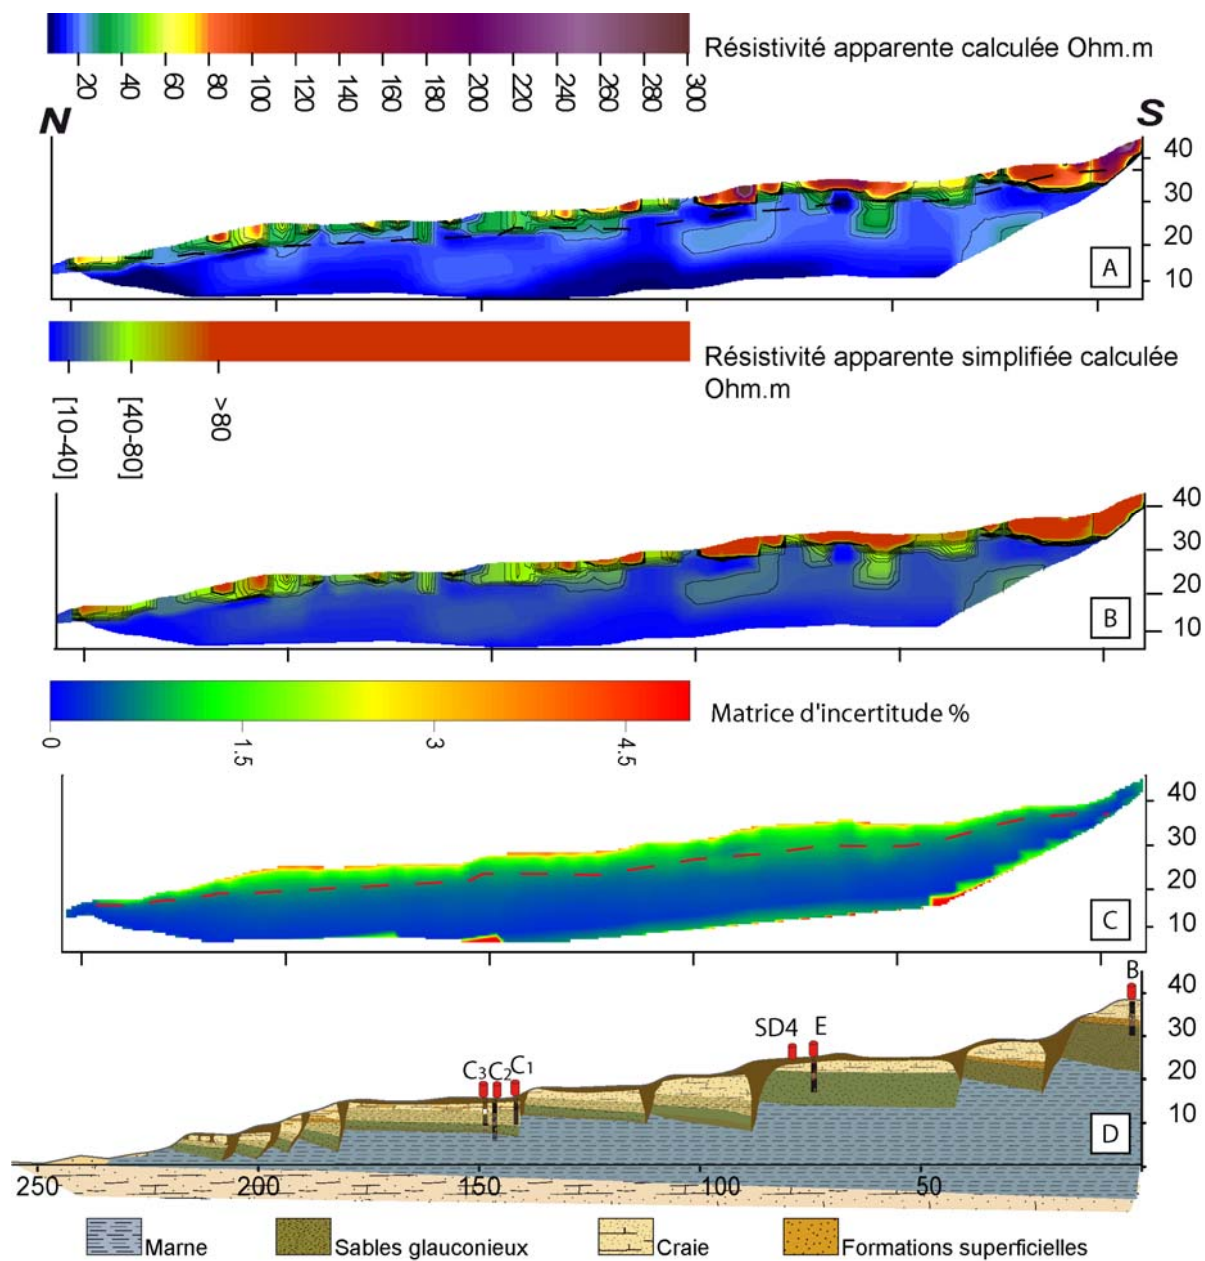 Résistivité apparente calculée Ohm.m
20 40 60 80 100 120 140 160 180 200 220 240 260 280 300
N S
40
30
20
10
A
Résistivité apparente simplifiée calculée
Ohm.m
[10-40] [40-80] >80
40
30
20
10
B
Matrice d'incertitude %
0 1.5 3 4.5
40
30
20
10
C
B
SD4 E
C3 C2 C1
40
30
20
10
D
250 200 150 100 50
Marne Sables glauconieux Craie Formations superficielles